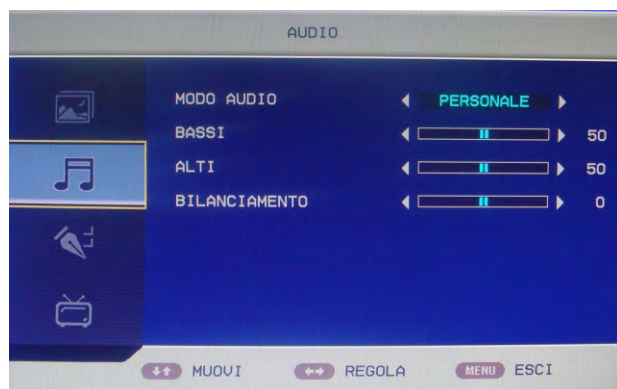 AUDIO
MODO AUDIO PERSONALE
BASSI 50
ALTI 50
BILANCIAMENTO 0
MUOVI REGOLA MENU ESCI